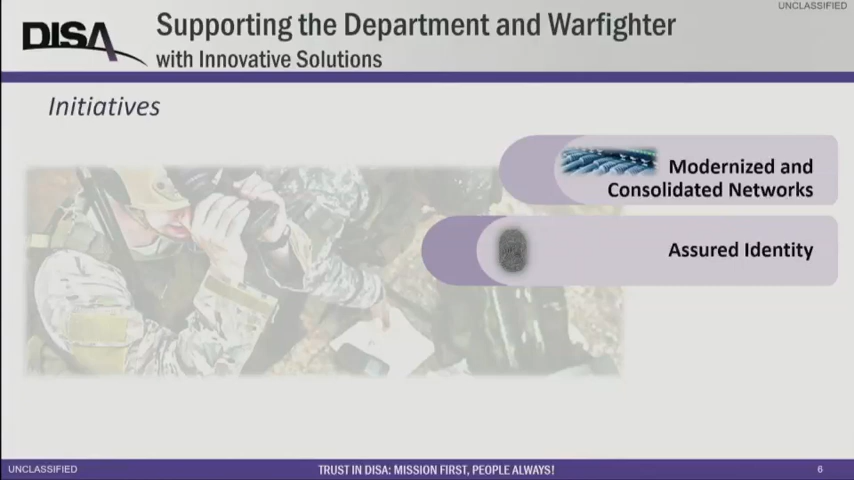 UNCLASSIFIED
DISA
Supporting the Department and Warfighter
with Innovative Solutions
Initiatives
Modernized and
Consolidated Networks
Assured Identity
UNCLASSIFIED
TRUST IN DISA: MISSION FIRST, PEOPLE ALWAYS!
6